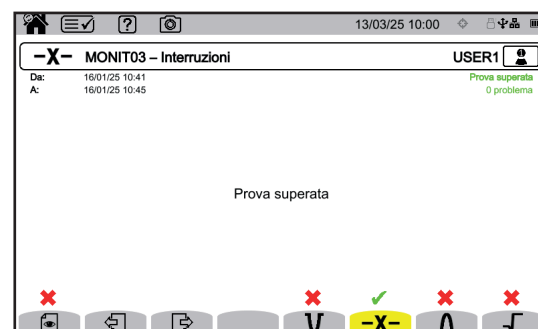 13/03/25 10:00
-X- MONIT03 – Interruzioni USER1
Da: 16/01/25 10:41 Prova superata
A: 16/01/25 10:45 0 problema
Prova superata
-X-